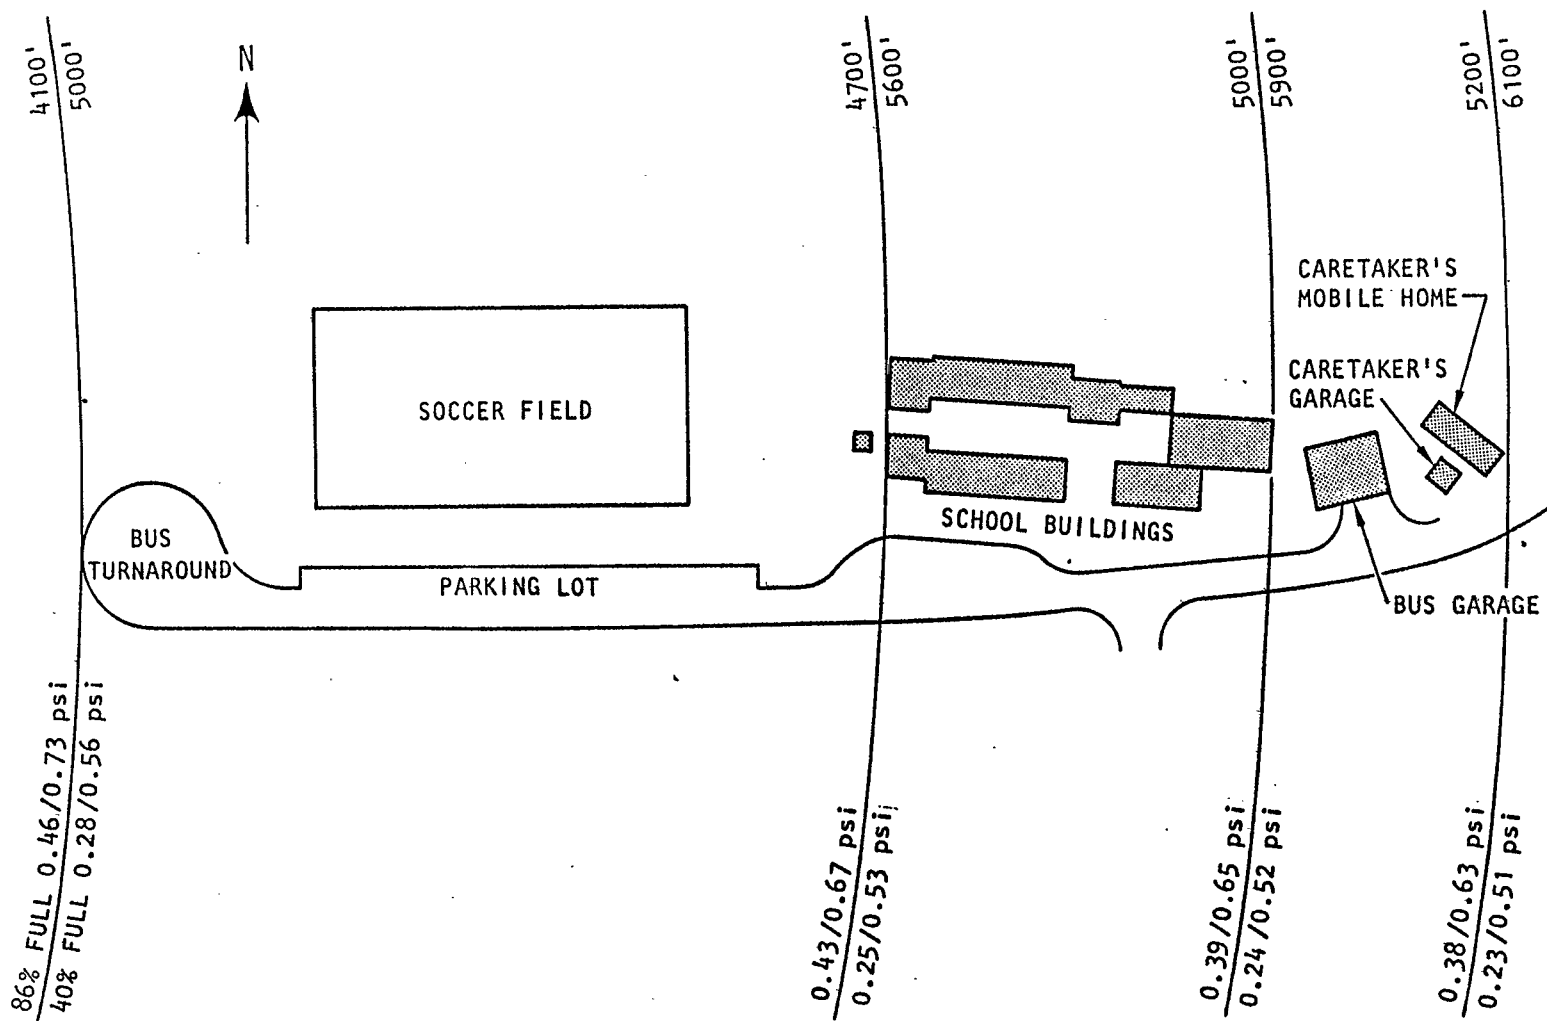 4100'
5000'
N
4700'
5600'
5000'
5900'
5200'
6100'
CARETAKER'S
MOBILE HOME
CARETAKER'S
GARAGE
SOCCER FIELD
SCHOOL BUILDINGS
BUS
TURNAROUND
PARKING LOT
BUS GARAGE
86% FULL 0.46/0.73 psi
40% FULL 0.28/0.56 psi
0.43/0.67 psi
0.25/0.53 psi
0.39/0.65 psi
0.24/0.52 psi
0.38/0.63 psi
0.23/0.51 psi